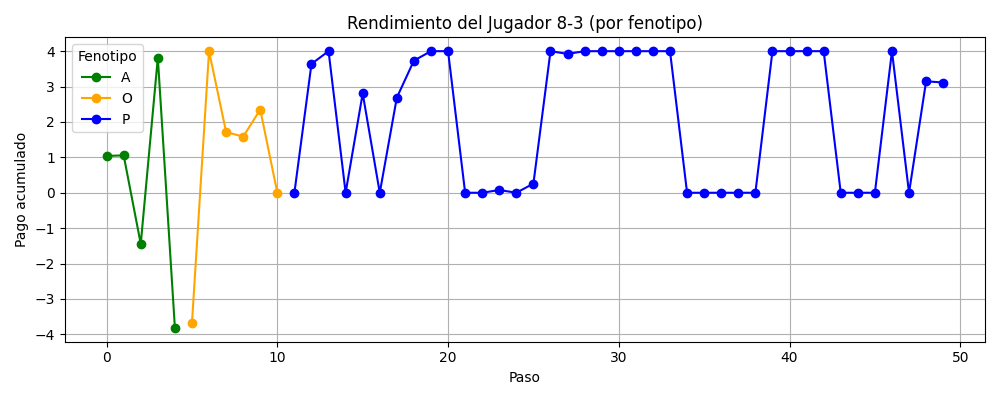 Rendimiento del Jugador 8-3 (por fenotipo)
Fenotipo
A
O
P
Pago acumulado
4
3
2
1
0
−1
−2
−3
−4
0 10 20 30 40 50
Paso